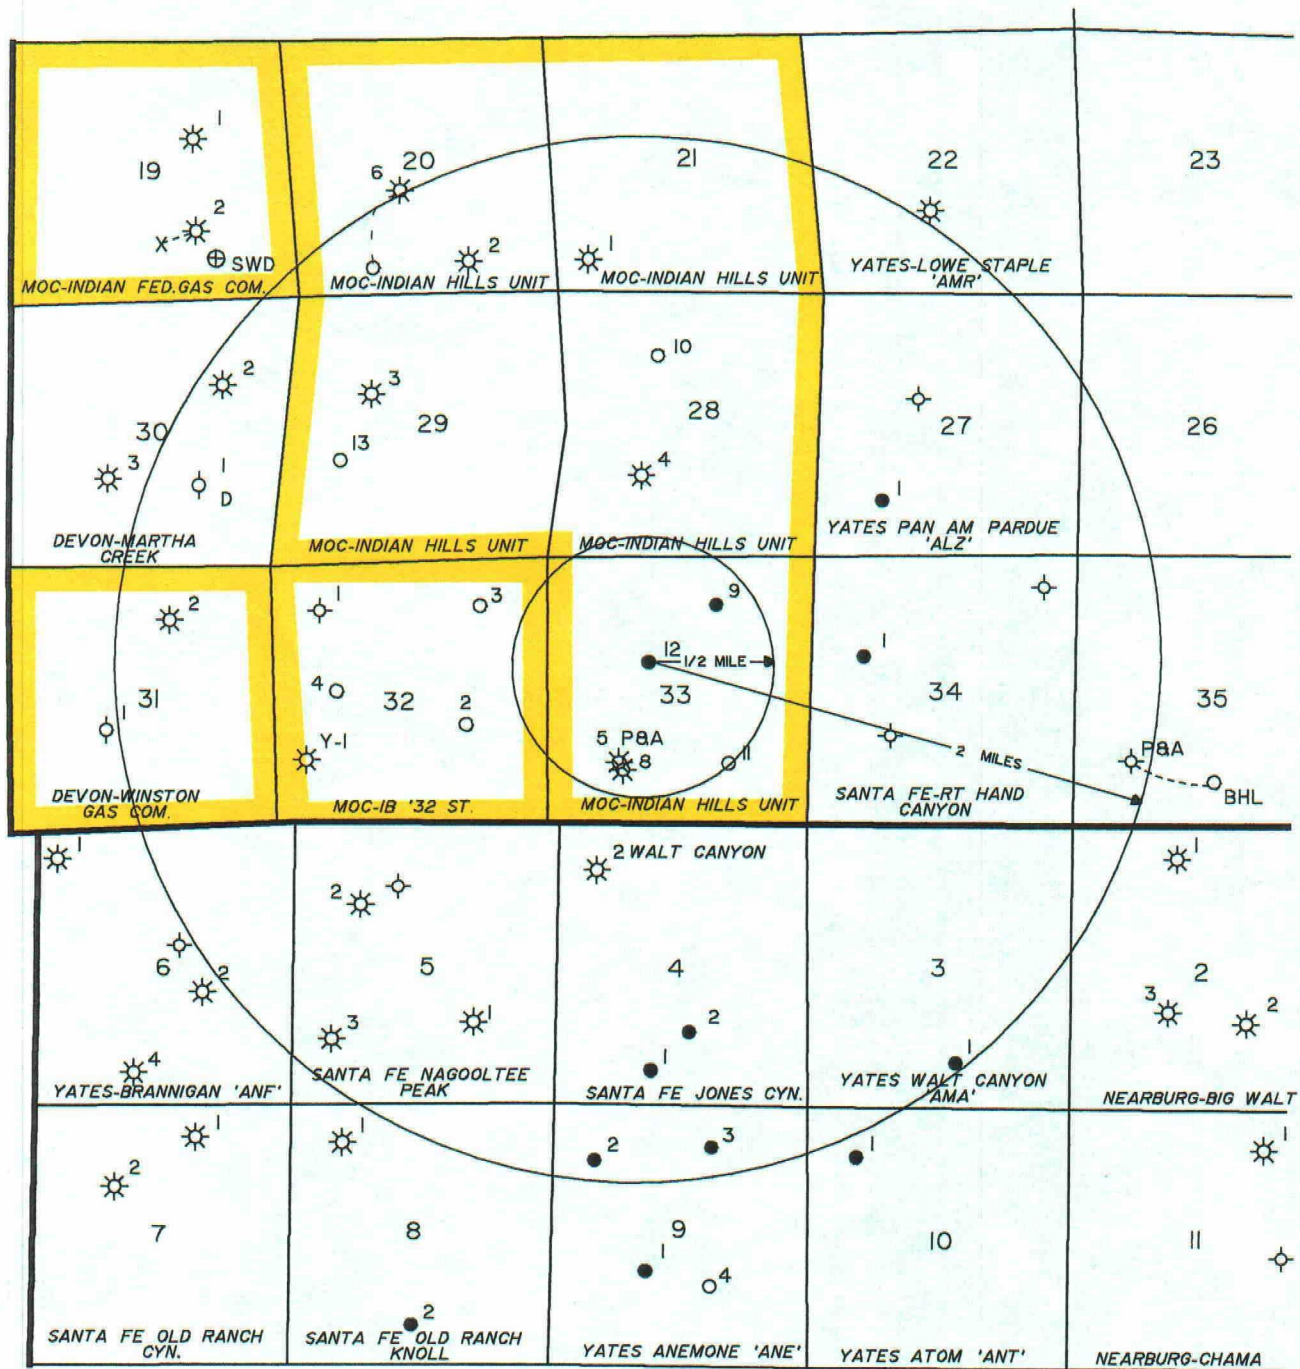 19
1
2
X
SWD
MOC-INDIAN FED.GAS COM.
20
6
2
MOC-INDIAN HILLS UNIT
21
1
MOC-INDIAN HILLS UNIT
22
YATES-LOWE STAPLE
'AMR'
23
30
2
3
1
D
DEVON-MARTHA
CREEK
3
29
13
MOC-INDIAN HILLS UNIT
10
28
4
MOC-INDIAN HILLS UNIT
27
1
YATES PAN AM PARDUE
'ALZ'
26
2
31
1
DEVON-WINSTON
GAS COM.
1
3
4
32
2
Y-1
MOC-IB '32 ST.
9
12
1/2 MILE
33
5 P&A
8
11
MOC-INDIAN HILLS UNIT
1
34
2 MILES
SANTA FE-RT HAND
CANYON
35
P&A
BHL
1
6
2
4
YATES-BRANNIGAN 'ANF'
2
5
3
1
SANTA FE NAGOOLTEE
PEAK
2 WALT CANYON
4
2
1
SANTA FE JONES CYN.
3
1
YATES WALT CANYON
'AMA'
1
2
3
2
NEARBURG-BIG WALT
1
2
7
SANTA FE OLD RANCH
CYN.
1
8
2
SANTA FE OLD RANCH
KNOLL
2
3
9
1
4
YATES ANEMONE 'ANE'
1
10
YATES ATOM 'ANT'
1
11
NEARBURG-CHAMA